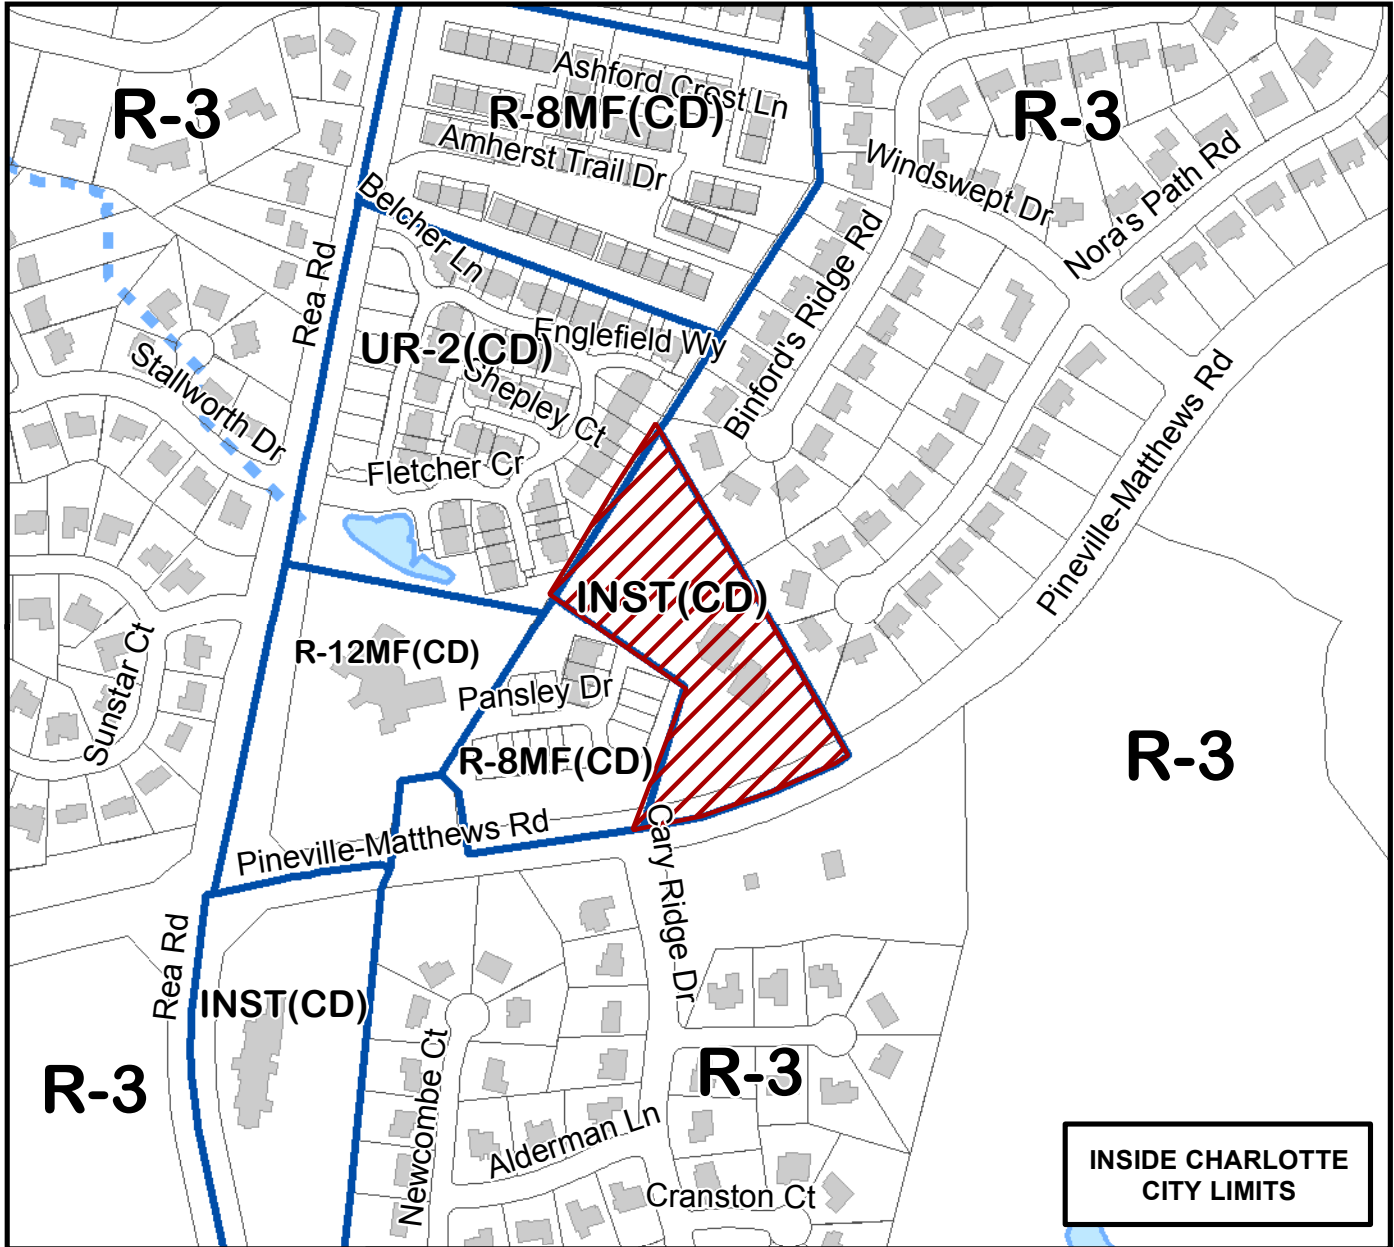 Ashford Crest Ln
R-3
R-8MF(CD)
R-3
Amherst Trail Dr
Windswept Dr
Nora's Path Rd
Belcher Ln
Binford's Ridge Rd
Rea Rd
Englefield Wy
UR-2(CD)
Shepley Ct
Stallworth Dr
Fletcher Cr
Pineville-Matthews Rd
INST(CD)
R-12MF(CD)
Sunstar Ct
Pansley Dr
R-8MF(CD)
R-3
Pineville-Matthews Rd
Cary Ridge Dr
Rea Rd
INST(CD)
R-3
R-3
Newcombe Ct
Alderman Ln
Cranston Ct
INSIDE CHARLOTTE
CITY LIMITS